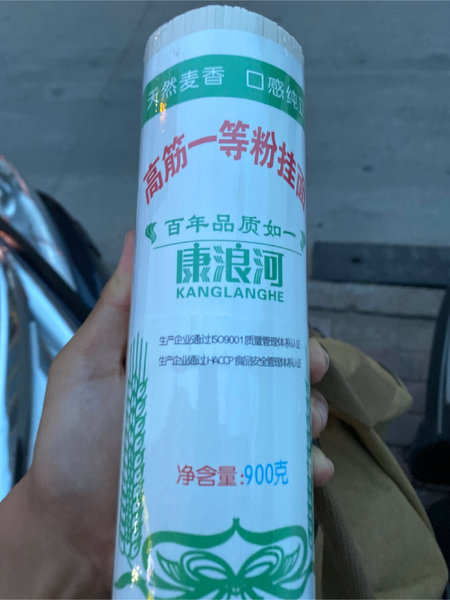 天然麦香 口感纯正
高筋一等粉挂面
百年品质如一
康浪河
KANGLANGHE
生产企业通过ISO9001质量管理体系认证
生产企业通过HACCP食品安全管理体系认证
净含量:900克